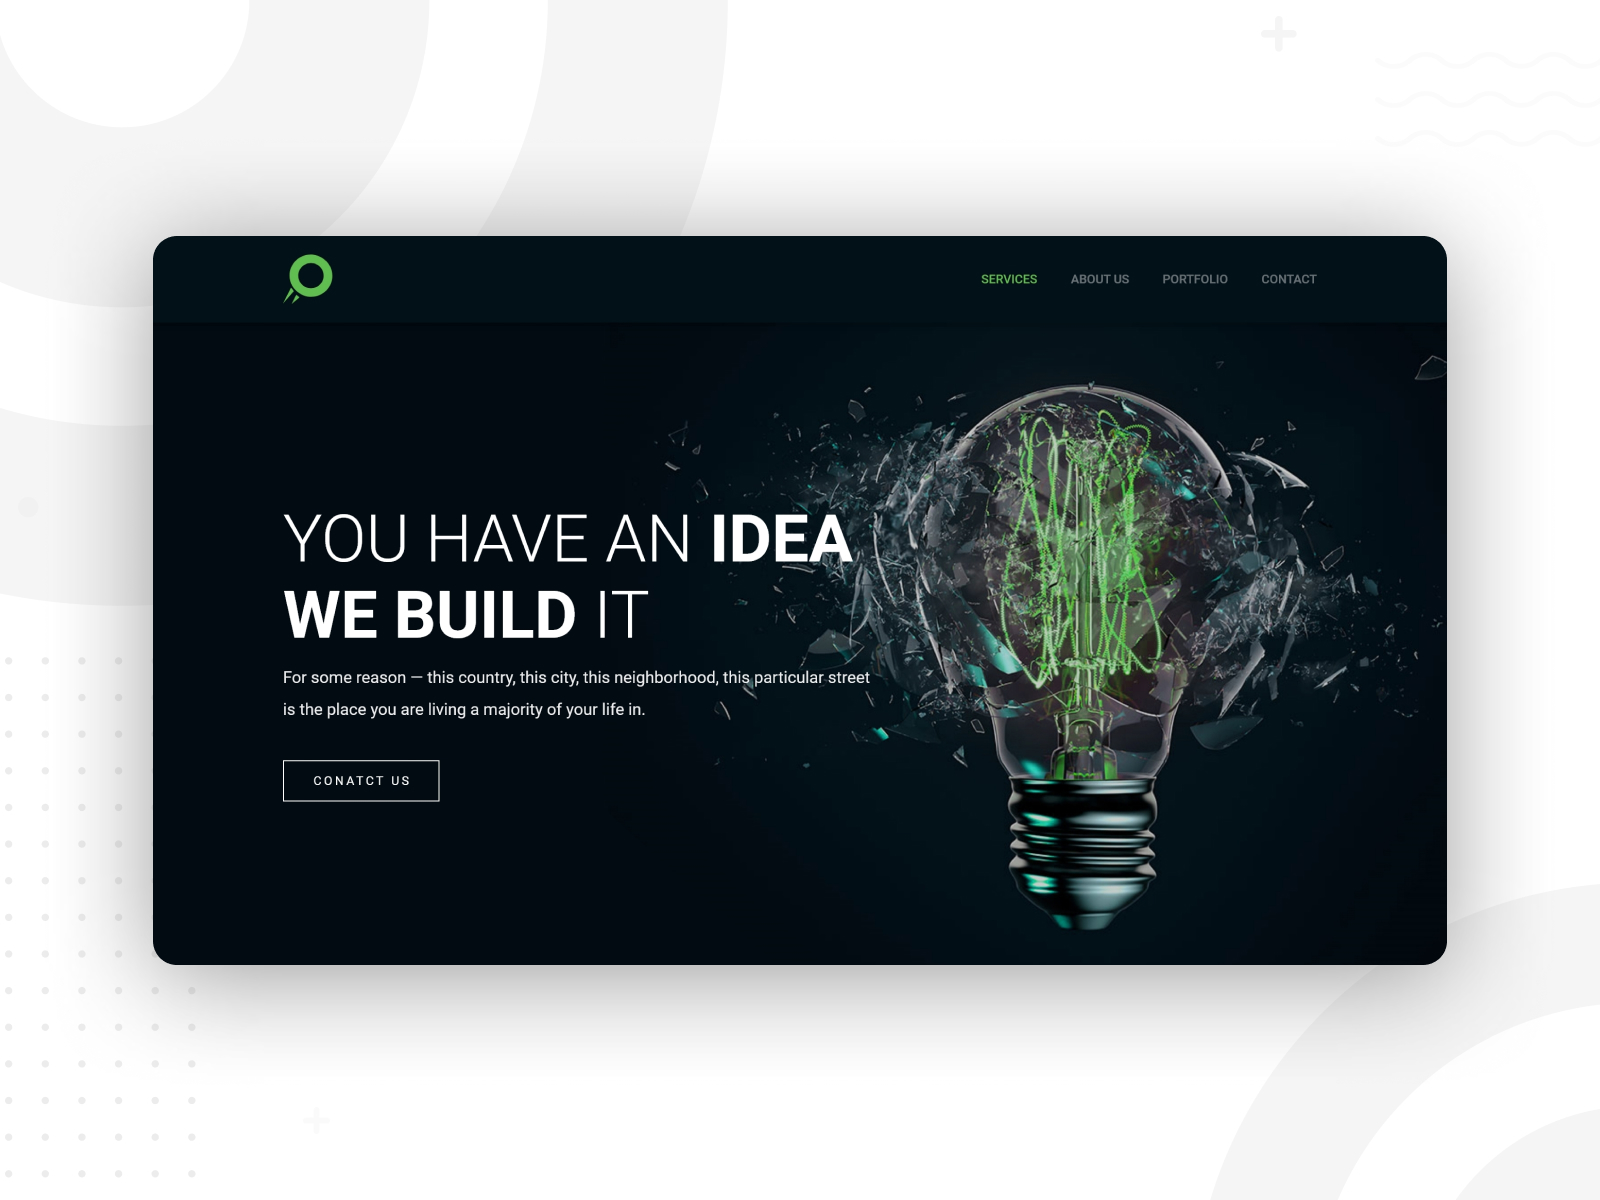 SERVICES ABOUT US PORTFOLIO CONTACT
YOU HAVE AN IDEA
WE BUILD IT
For some reason — this country, this city, this neighborhood, this particular street
is the place you are living a majority of your life in.
CONATCT US